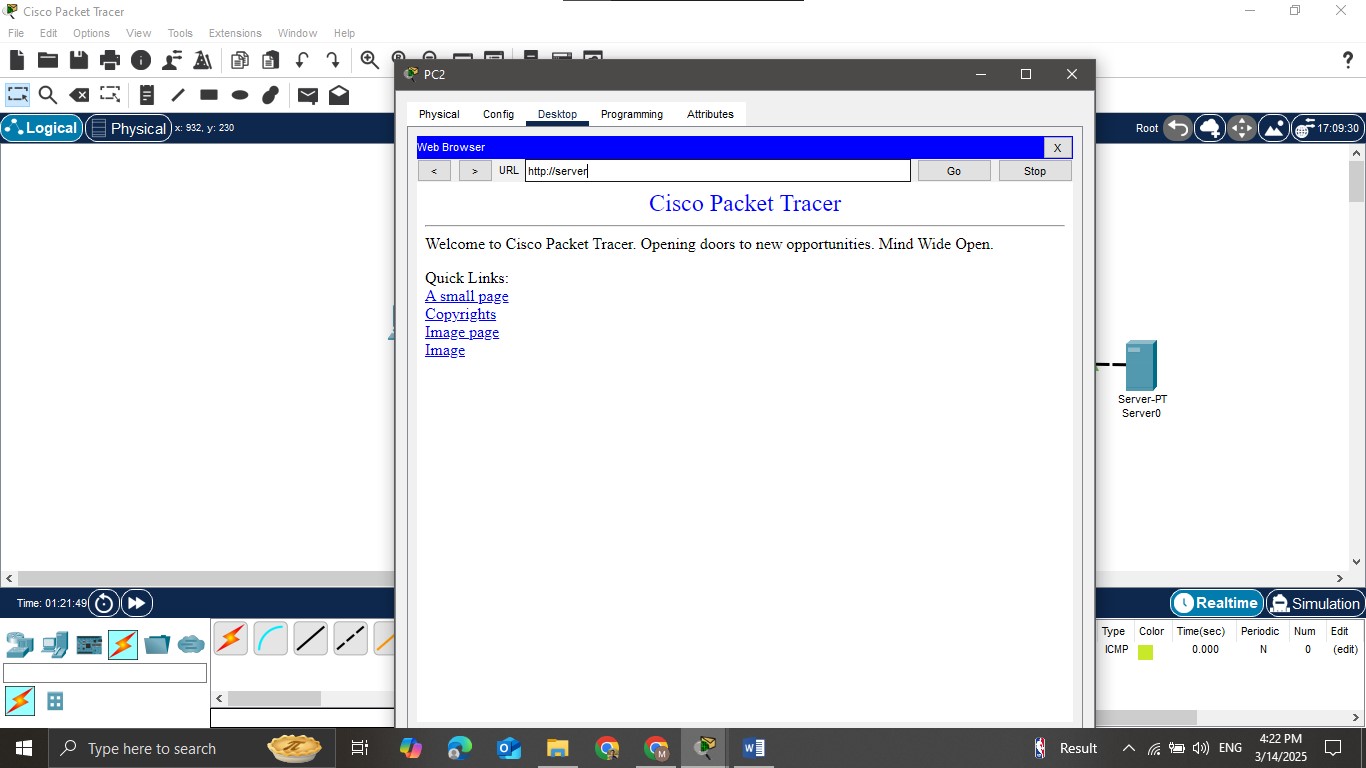 Cisco Packet Tracer
File Edit Options View Tools Extensions Window Help
PC2
Physical Config Desktop Programming Attributes
Logical Physical x: 932, y: 230
Root 17:09:30
Web Browser X
< > URL http://server Go Stop
Cisco Packet Tracer
Welcome to Cisco Packet Tracer. Opening doors to new opportunities. Mind Wide Open.
Quick Links:
A small page
Copyrights
Image page
Image
Server-PT
Server0
Time: 01:21:49
Realtime Simulation
Type Color Time(sec) Periodic Num Edit
ICMP 0.000 N 0 (edit)
Type here to search
Result ENG 4:22 PM
3/14/2025